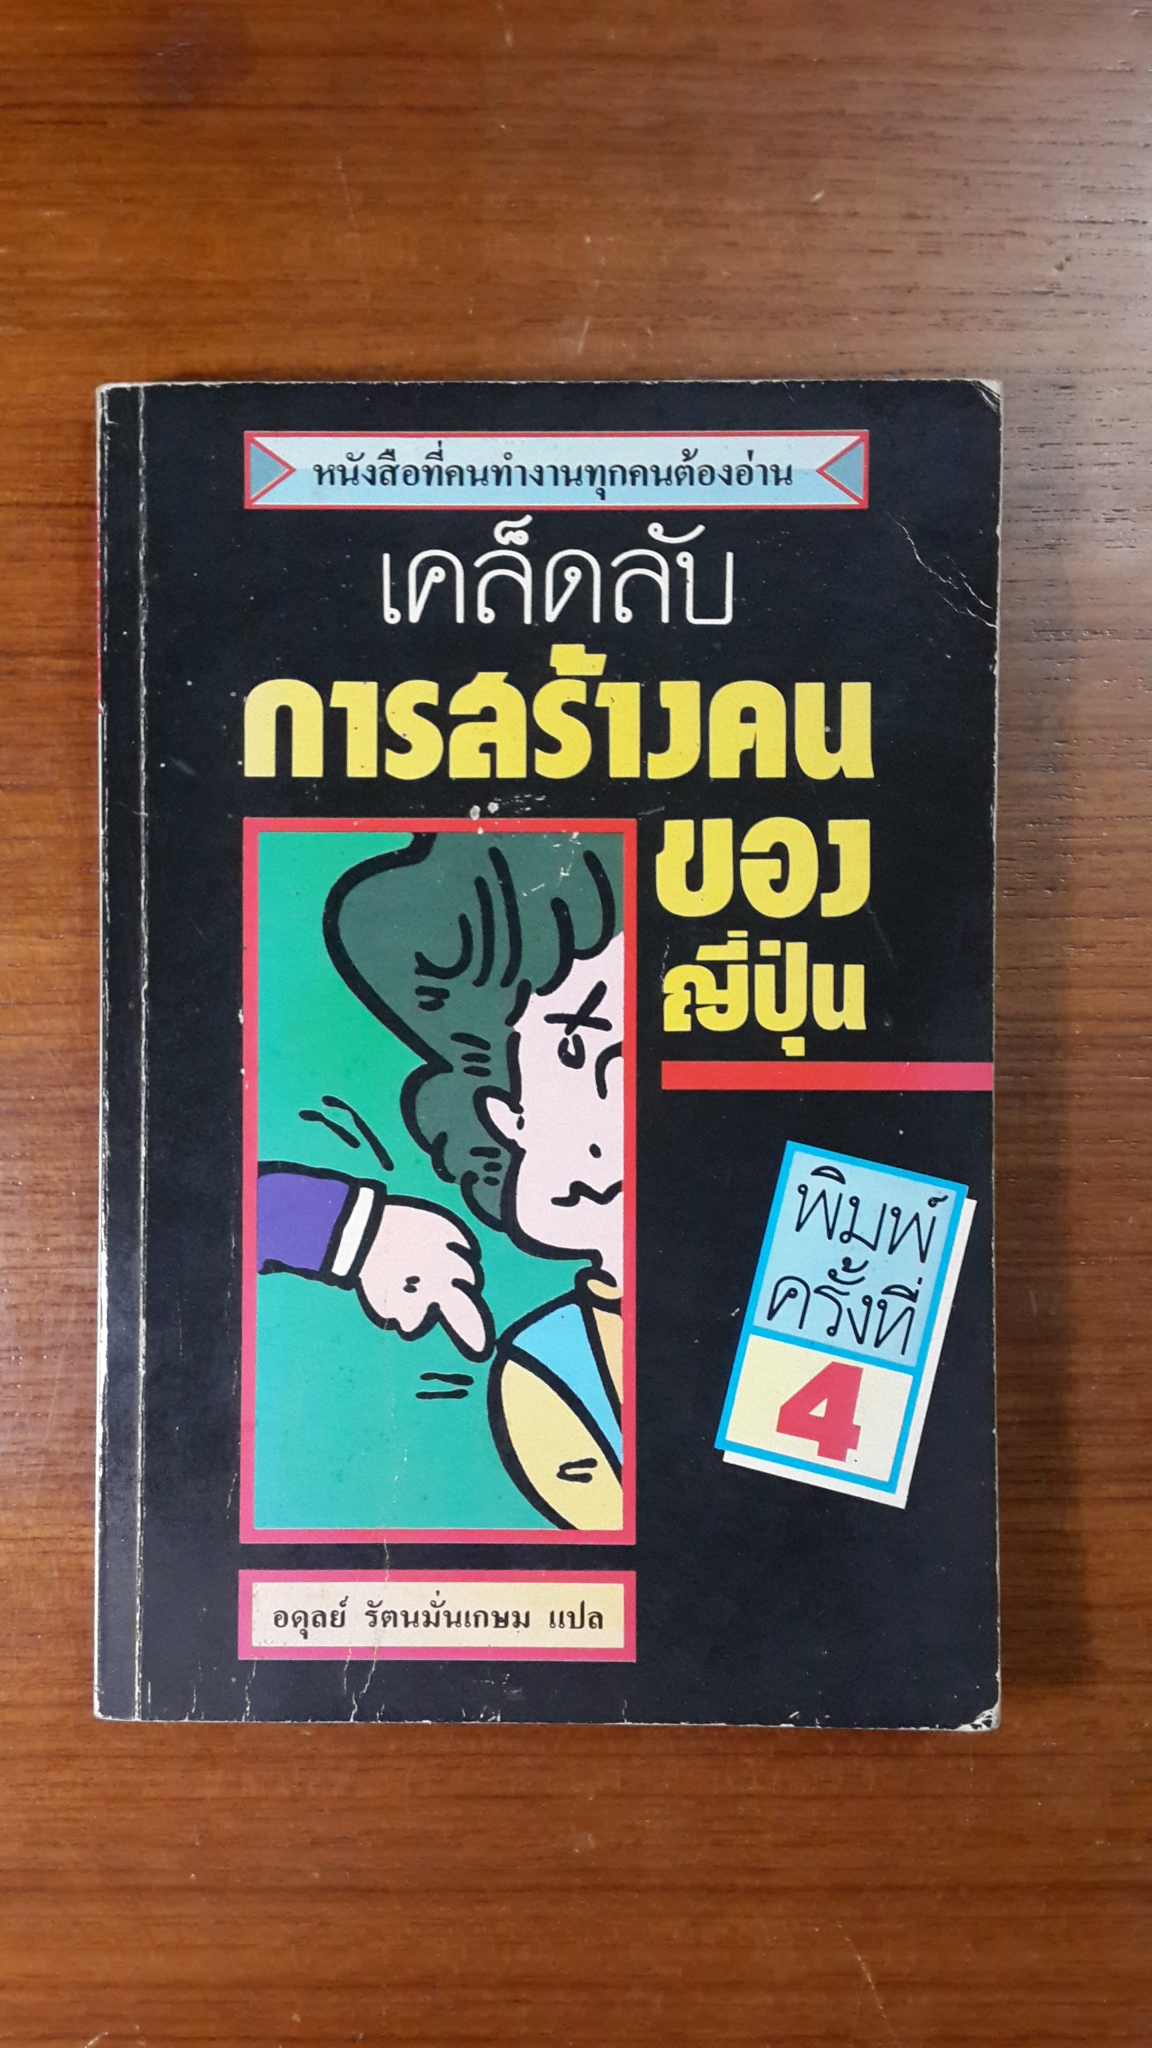 หนังสือที่คนทำงานทุกคนต้องอ่าน
เคล็ดลับ
การสร้างคน
ของ
ญี่ปุ่น
พิมพ์
ครั้งที่
4
อดุลย์ รัตนมั่นเกษม แปล